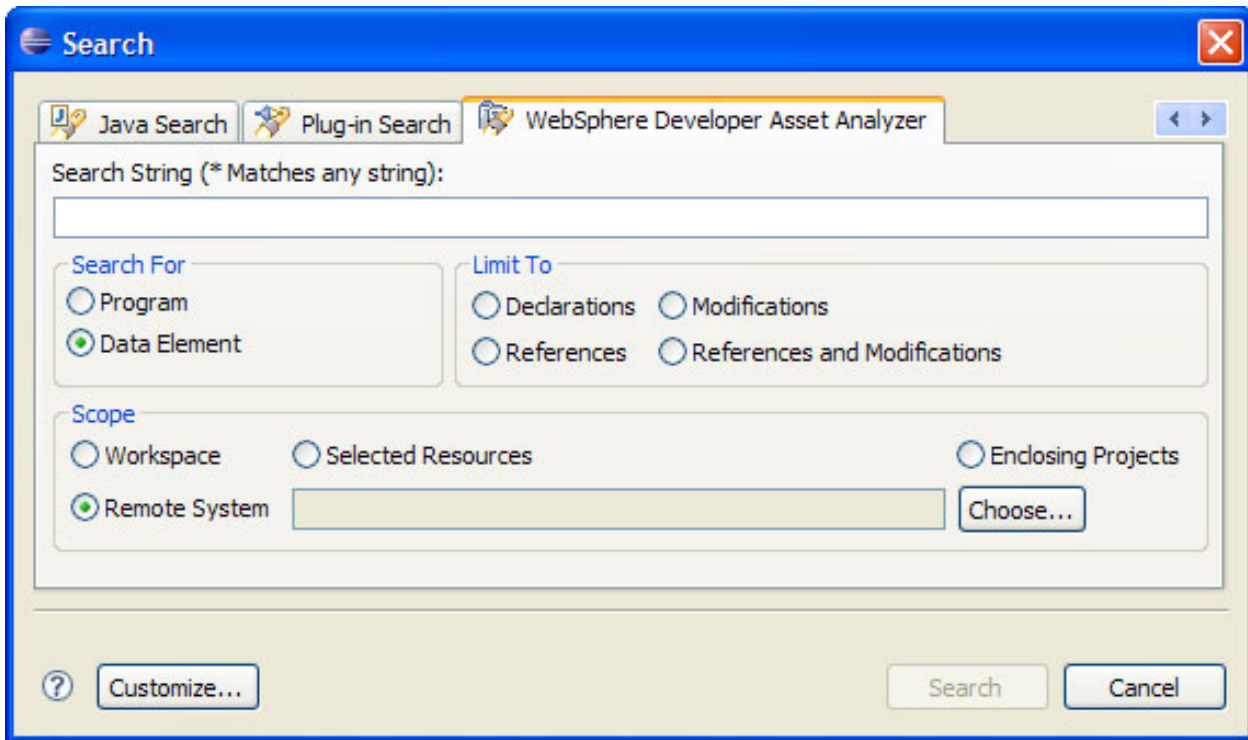 Search
Java Search Plug-in Search WebSphere Developer Asset Analyzer
Search String (* Matches any string):
Search For
Program
Data Element
Limit To
Declarations Modifications
References References and Modifications
Scope
Workspace Selected Resources Enclosing Projects
Remote System Choose...
? Customize... Search Cancel